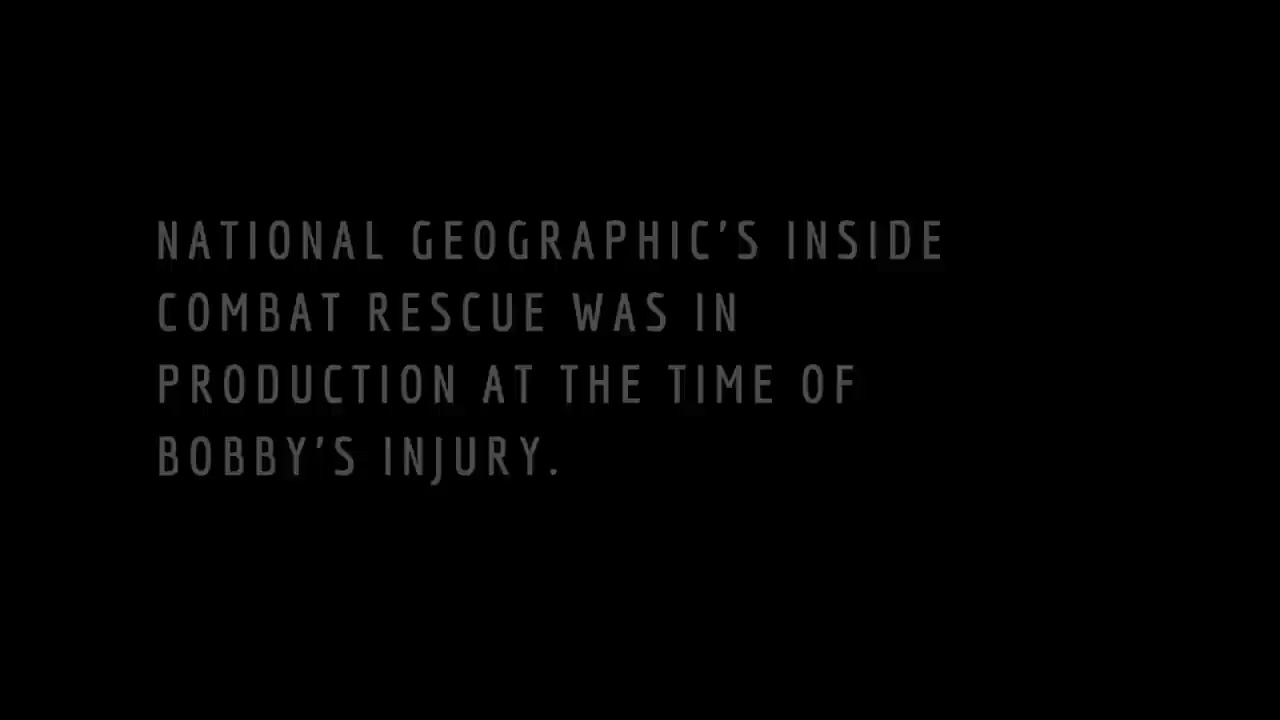 NATIONAL GEOGRAPHIC'S INSIDE
COMBAT RESCUE WAS IN
PRODUCTION AT THE TIME OF
BOBBY'S INJURY.